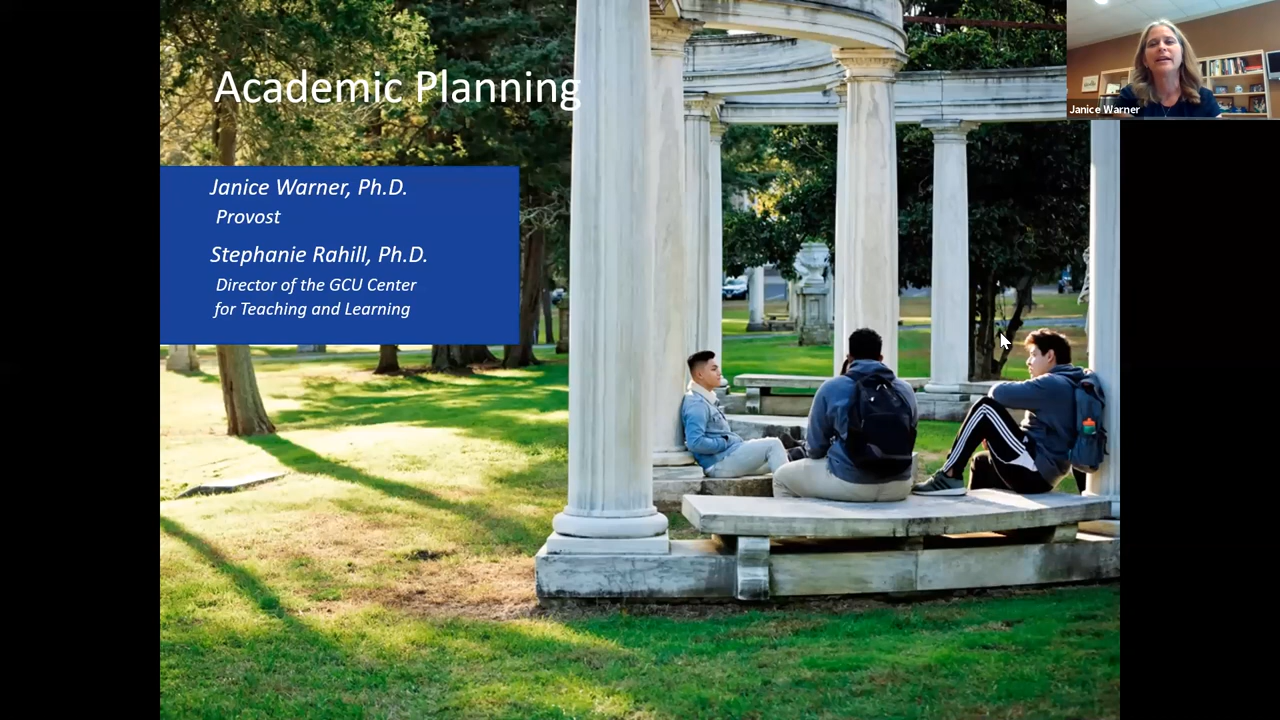 Academic Planning
Janice Warner, Ph.D.
Provost
Stephanie Rahill, Ph.D.
Director of the GCU Center
for Teaching and Learning
Janice Warner